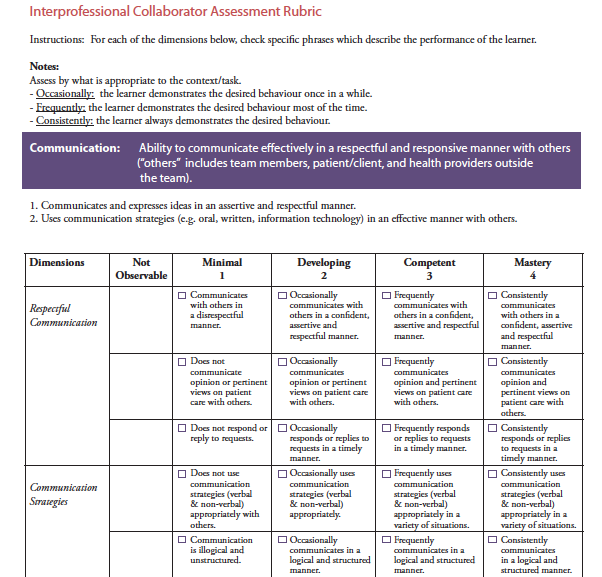 Interprofessional Collaborator Assessment Rubric
Instructions: For each of the dimensions below, check specific phrases which describe the performance of the learner.
Notes:
Assess by what is appropriate to the context/task.
- Occasionally: the learner demonstrates the desired behaviour once in a while.
- Frequently: the learner demonstrates the desired behaviour most of the time.
- Consistently: the learner always demonstrates the desired behaviour.
Communication: Ability to communicate effectively in a respectful and responsive manner with others
(“others” includes team members, patient/client, and health providers outside
the team).
1. Communicates and expresses ideas in an assertive and respectful manner.
2. Uses communication strategies (e.g. oral, written, information technology) in an effective manner with others.
Dimensions
Not
Observable
Minimal
1
Developing
2
Competent
3
Mastery
4
Respectful
Communication
Communicates
with others in
a disrespectful
manner.
Occasionally
communicates with
others in a confident,
assertive and
respectful manner.
Frequently
communicates with
others in a confident,
assertive and respectful
manner.
Consistently
communicates
with others in a
confident, assertive
and respectful
manner.
Does not
communicate
opinion or pertinent
views on patient
care with others.
Occasionally
communicates
opinion or pertinent
views on patient care
with others.
Frequently
communicates
opinion and pertinent
views on patient care
with others.
Consistently
communicates
opinion and
pertinent views on
patient care with
others.
Does not respond or
reply to requests.
Occasionally
responds or replies to
requests in a timely
manner.
Frequently responds
or replies to requests
in a timely manner.
Consistently
responds or replies
to requests in a
timely manner.
Communication
Strategies
Does not use
communication
strategies (verbal
& non-verbal)
appropriately with
others.
Occasionally uses
communication
strategies (verbal
& non-verbal)
appropriately.
Frequently uses
communication
strategies (verbal
& non-verbal)
appropriately in a
variety of situations.
Consistently uses
communication
strategies (verbal
& non-verbal)
appropriately in a
variety of situations.
Communication
is illogical and
unstructured.
Occasionally
communicates in a
logical and structured
manner.
Frequently
communicates in a
logical and structured
manner.
Consistently
communicates
in a logical and
structured manner.